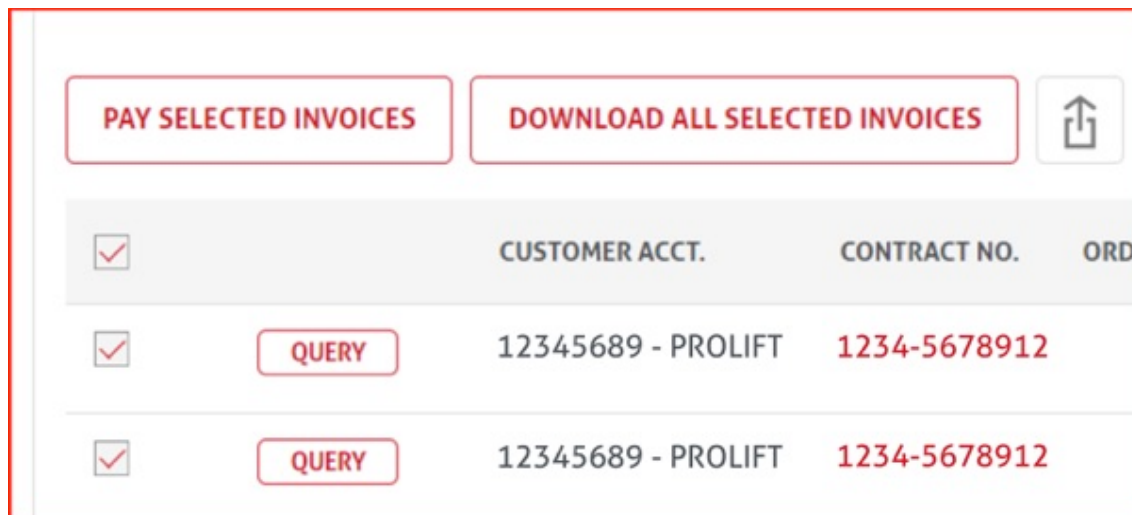 PAY SELECTED INVOICES DOWNLOAD ALL SELECTED INVOICES
CUSTOMER ACCT. CONTRACT NO. ORD
QUERY 12345689 - PROLIFT 1234-5678912
QUERY 12345689 - PROLIFT 1234-5678912